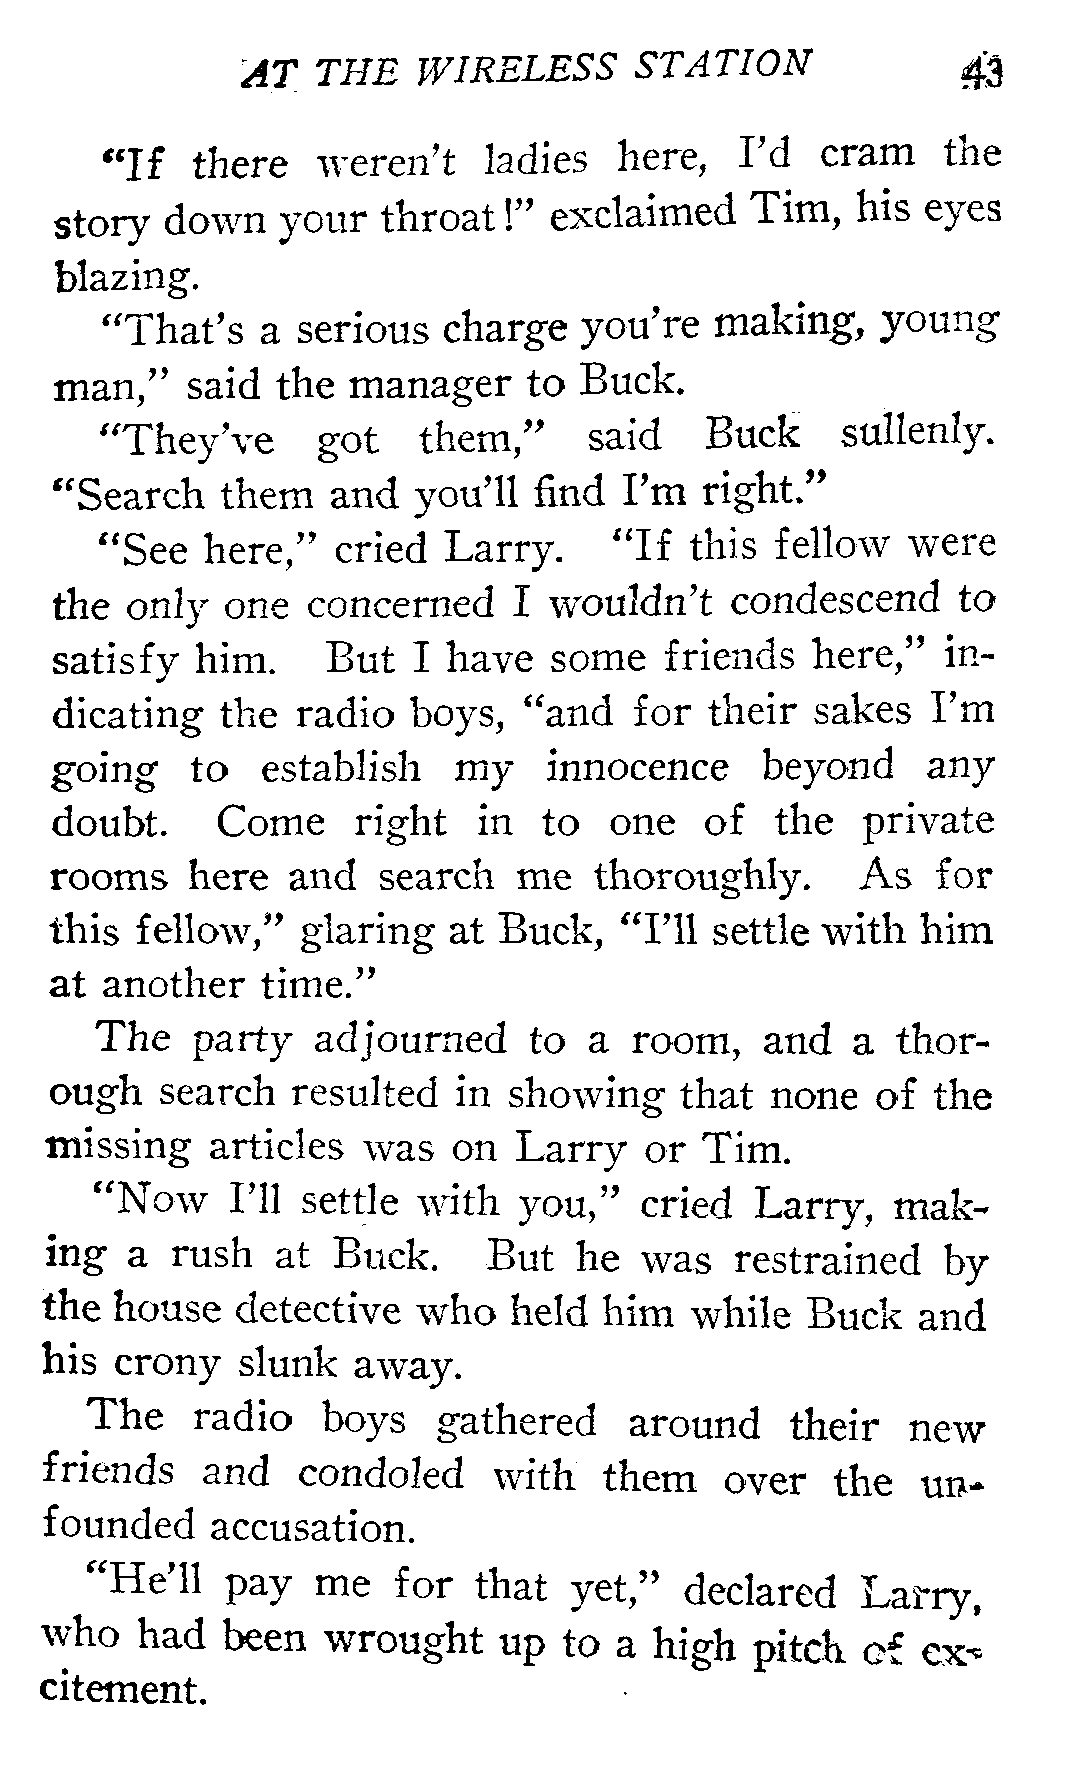 AT THE WIRELESS STATION 43
“If there weren’t ladies here, I’d cram the
story down your throat!” exclaimed Tim, his eyes
blazing.
“That’s a serious charge you’re making, young
man,” said the manager to Buck.
“They’ve got them,” said Buck sullenly.
“Search them and you’ll find I’m right.”
“See here,” cried Larry. “If this fellow were
the only one concerned I wouldn’t condescend to
satisfy him. But I have some friends here,” in-
dicating the radio boys, “and for their sakes I’m
going to establish my innocence beyond any
doubt. Come right in to one of the private
rooms here and search me thoroughly. As for
this fellow,” glaring at Buck, “I’ll settle with him
at another time.”
The party adjourned to a room, and a thor-
ough search resulted in showing that none of the
missing articles was on Larry or Tim.
“Now I’ll settle with you,” cried Larry, mak-
ing a rush at Buck. But he was restrained by
the house detective who held him while Buck and
his crony slunk away.
The radio boys gathered around their new
friends and condoled with them over the un-
founded accusation.
“He’ll pay me for that yet,” declared Larry,
who had been wrought up to a high pitch of ex-
citement.